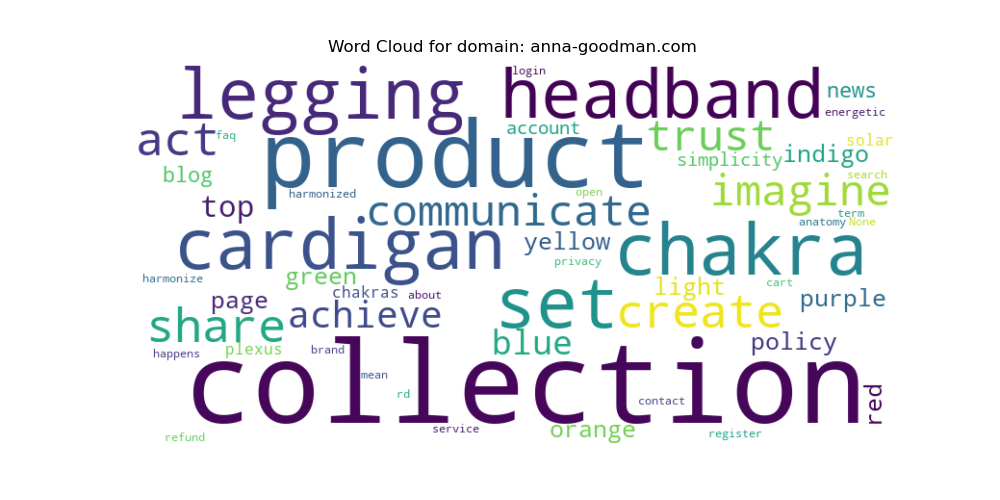 Word Cloud for domain: anna-goodman.com
login
legging
headband
news
energetic
act
faq
account
trust
solar
product
simplicity
indigo
blog
search
harmonized
open
imagine
top
communicate
term
anatomy
None
cardigan
yellow
chakra
privacy
harmonize
green
chakras
about
set
light
cart
page
achieve
create
purple
share
blue
policy
happens
plexus
brand
collection
mean
rd
contact
red
service
orange
register
refund